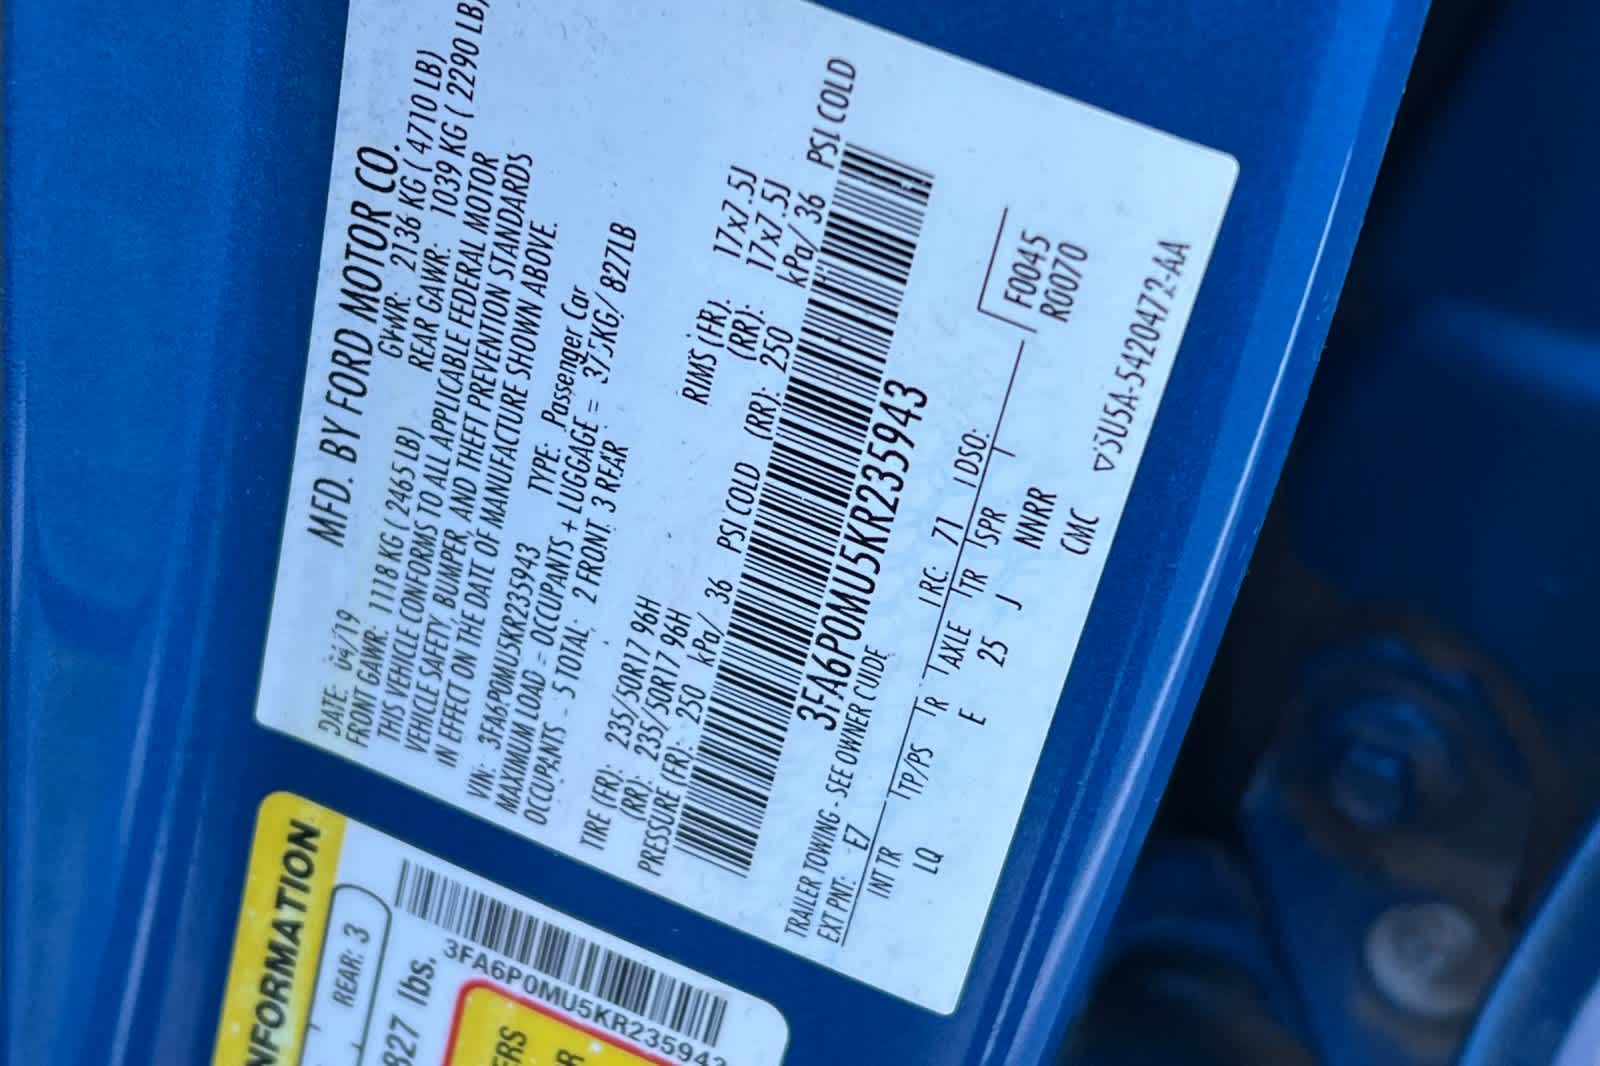 MFD. BY FORD MOTOR CO.
DATE: 04/19 GVWR: 2136 KG ( 4710 LB)
FRONT GAWR: 1118 KG ( 2465 LB) REAR GAWR: 1039 KG ( 2290 LB)
THIS VEHICLE CONFORMS TO ALL APPLICABLE FEDERAL MOTOR
VEHICLE SAFETY, BUMPER, AND THEFT PREVENTION STANDARDS
IN EFFECT ON THE DATE OF MANUFACTURE SHOWN ABOVE.
VIN: 3FA6P0MU5KR235943 TYPE: Passenger Car
MAXIMUM LOAD = OCCUPANTS + LUGGAGE = 375KG/ 827LB
OCCUPANTS - 5 TOTAL: 2 FRONT 3 REAR
TIRE (FR): 235/50R17 96H RIMS (FR): 17x7.5J
(RR): 235/50R17 96H (RR): 17x7.5J
PRESSURE (FR): 250 kPa/ 36 PSI COLD (RR): 250 kPa/ 36 PSI COLD
3FA6P0MU5KR235943
TRAILER TOWING - SEE OWNER GUIDE
EXT PNT: E7 RC: 71 DSO: F0045
R0070
INT TR TP/PS R AXLE TR SPR
LQ E 25 J NNRR
CMC
▽5U5A-5420472-AA
INFORMATION
REAR: 3
827 lbs.
3FA6P0MU5KR235943